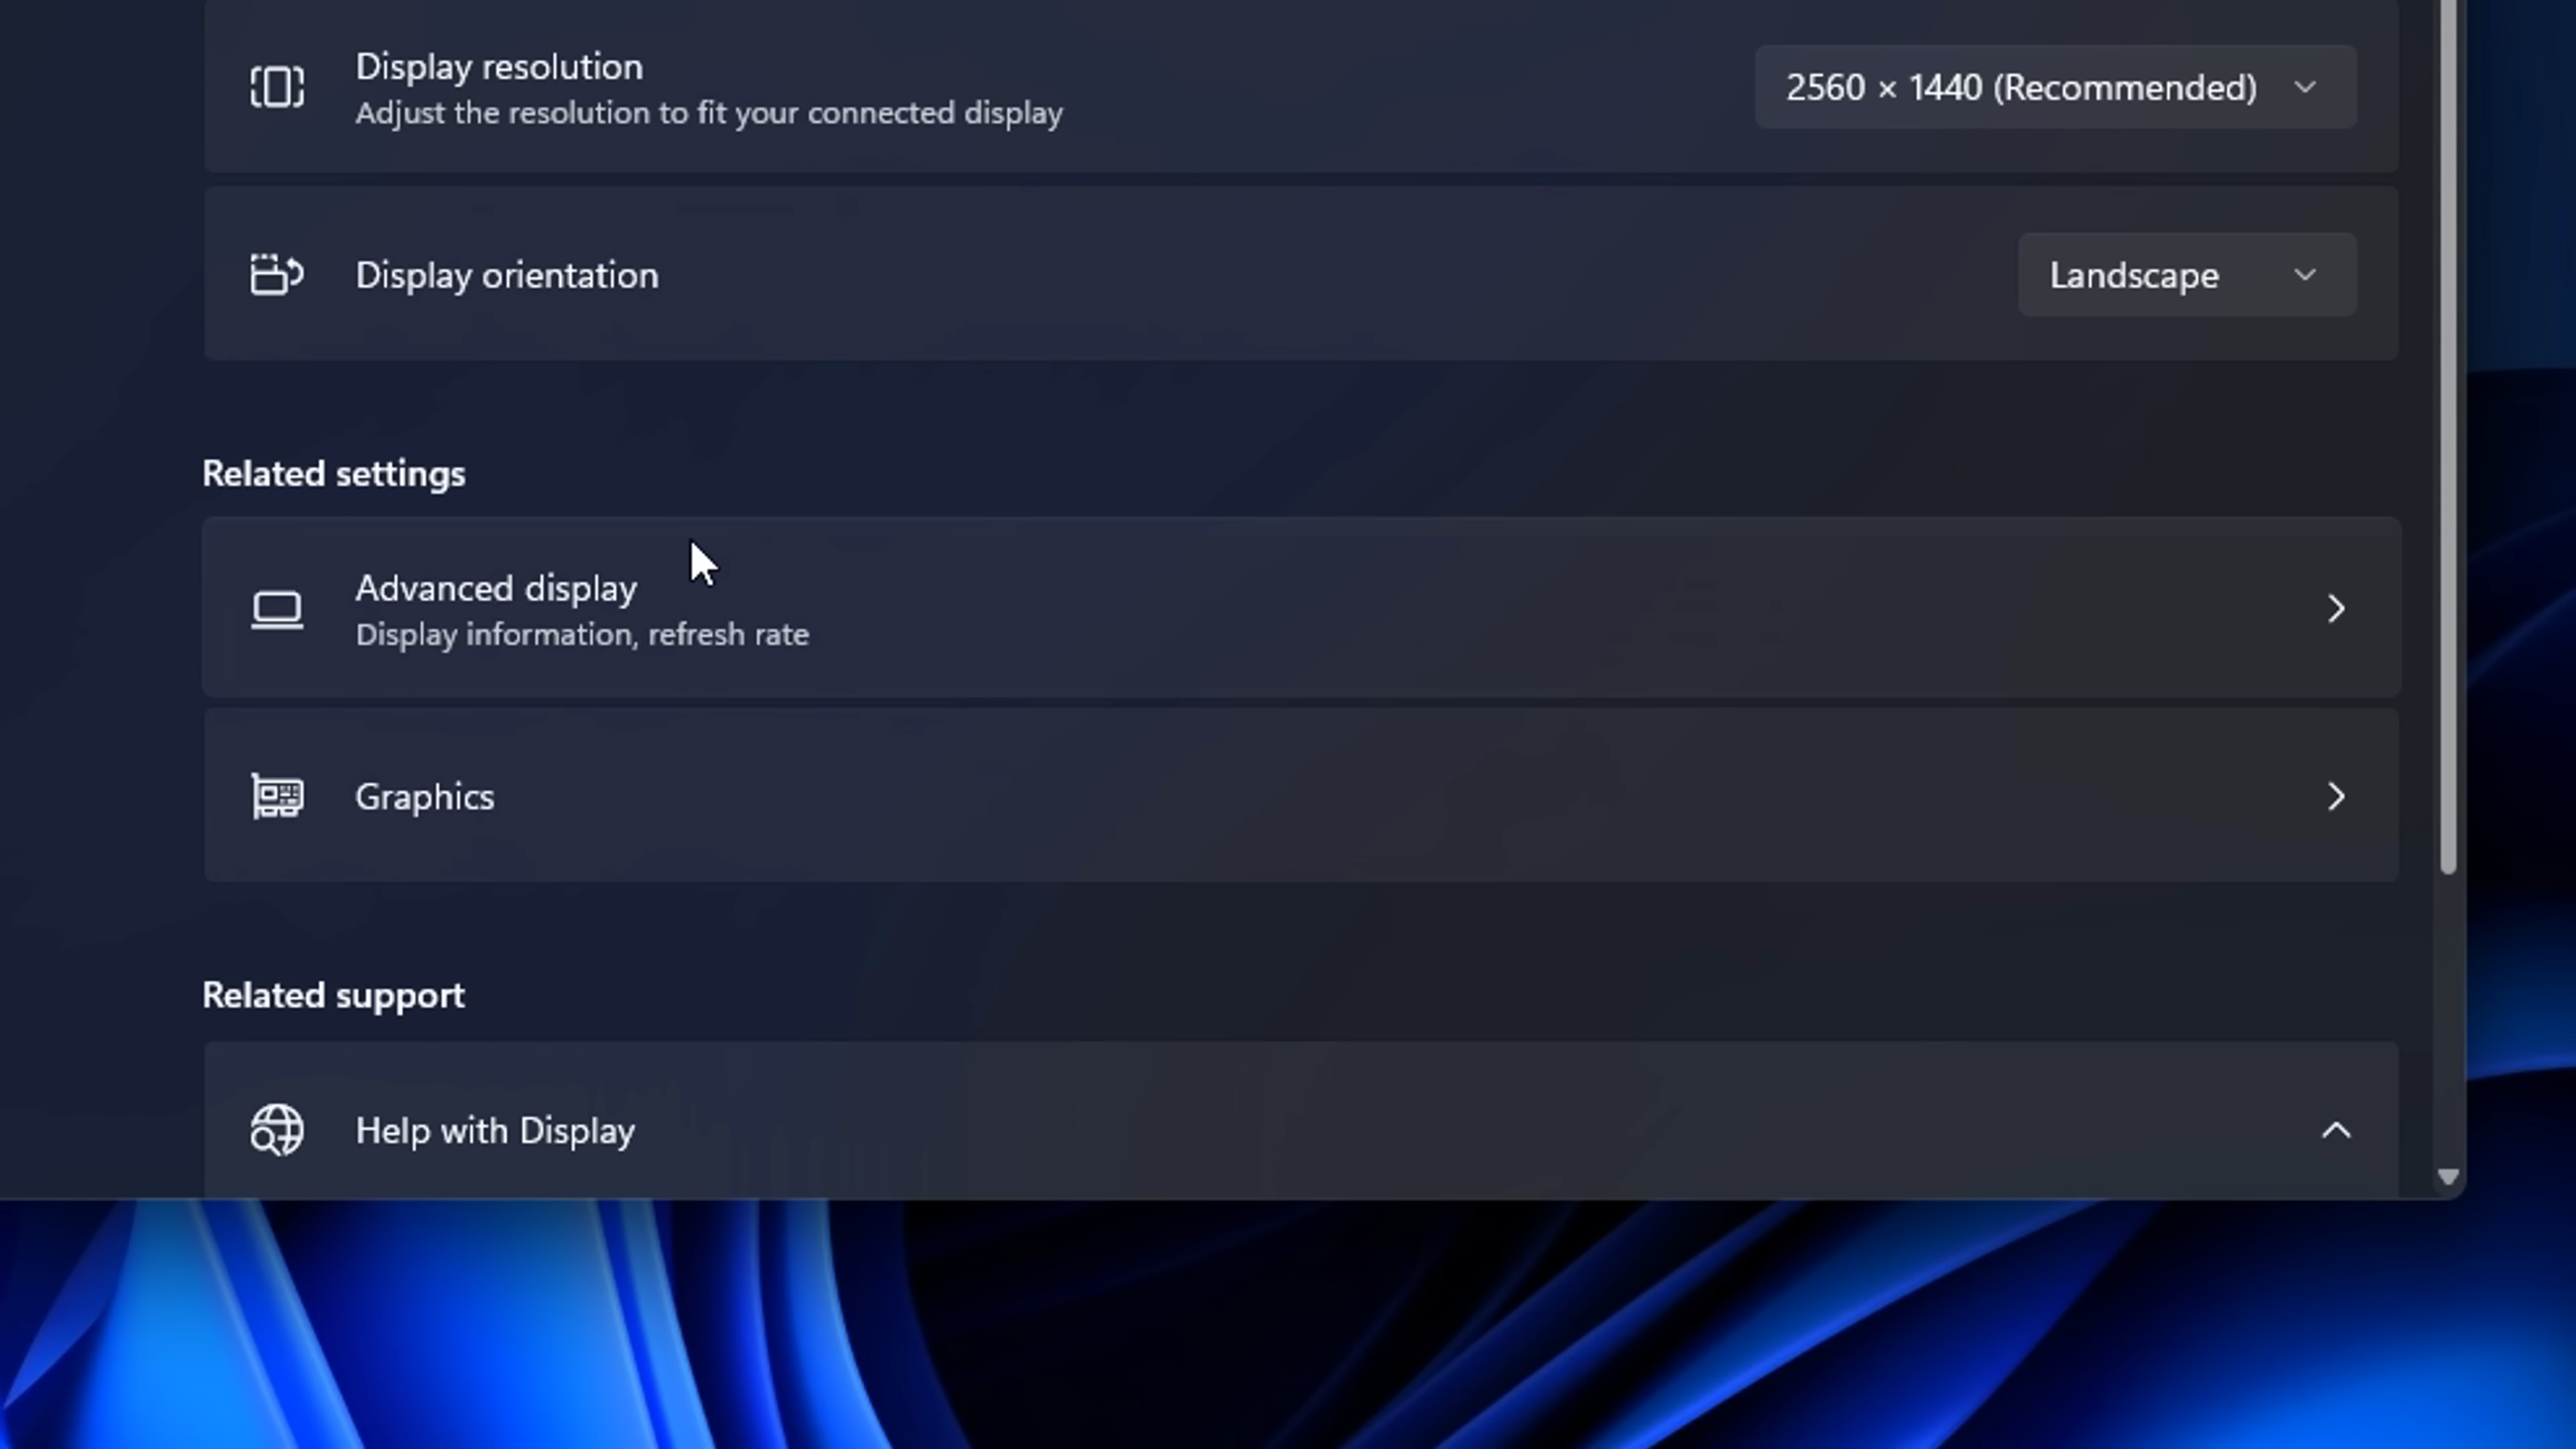 Display resolution
Adjust the resolution to fit your connected display
2560 × 1440 (Recommended)
Display orientation
Landscape
Related settings
Advanced display
Display information, refresh rate
Graphics
Related support
Help with Display